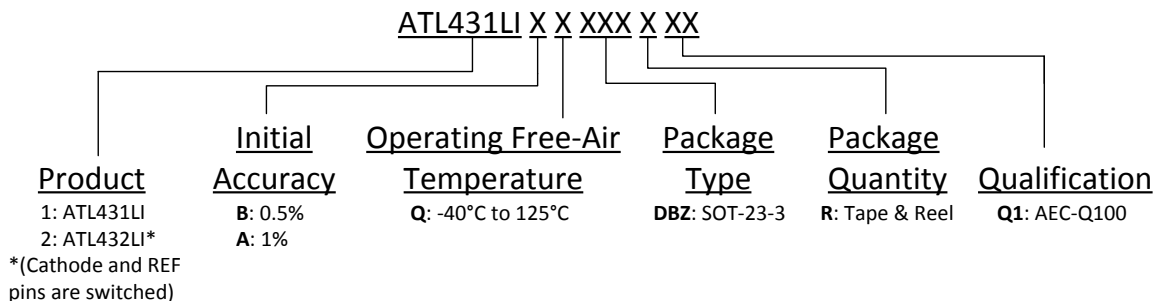 ATL431LI X X XXX X XX
Product
1: ATL431LI
2: ATL432LI*
*(Cathode and REF
pins are switched)
Initial
Accuracy
B: 0.5%
A: 1%
Operating Free-Air
Temperature
Q: -40°C to 125°C
Package
Type
DBZ: SOT-23-3
Package
Quantity
R: Tape & Reel
Qualification
Q1: AEC-Q100